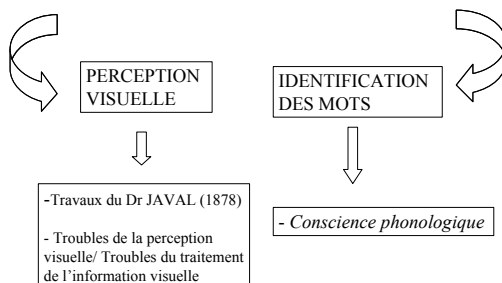 PERCEPTION
VISUELLE
IDENTIFICATION
DES MOTS
-Travaux du Dr JAVAL (1878)
- Troubles de la perception
visuelle/ Troubles du traitement
de l’information visuelle
- Conscience phonologique